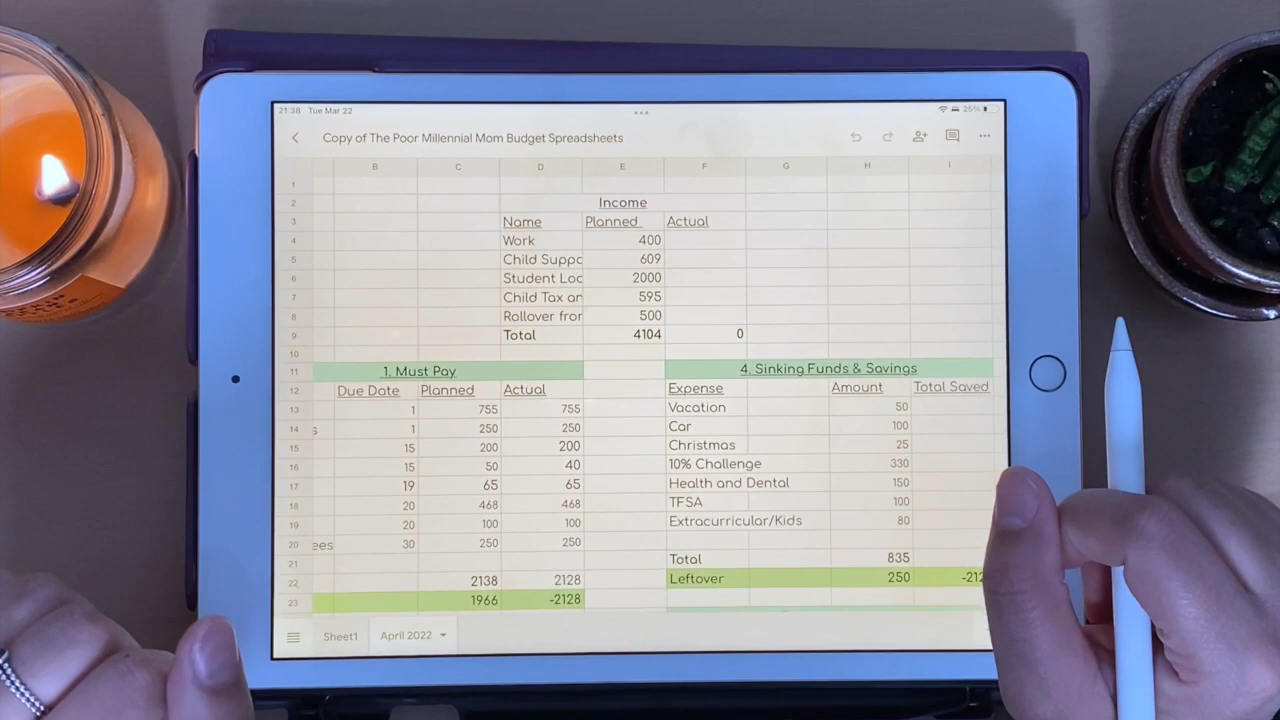 21:38 Tue Mar 22
25%
Copy of The Poor Millennial Mom Budget Spreadsheets
B C D E F G H I
1
2 Income
3 Name Planned Actual
4 Work 400
5 Child Suppo 609
6 Student Loc 2000
7 Child Tax an 595
8 Rollover fror 500
9 Total 4104 0
10
11 1. Must Pay 4. Sinking Funds & Savings
12 Due Date Planned Actual Expense Amount Total Saved
13 1 755 755 Vacation 50
14 s 1 250 250 Car 100
15 15 200 200 Christmas 25
16 15 50 40 10% Challenge 330
17 19 65 65 Health and Dental 150
18 20 468 468 TFSA 100
19 20 100 100 Extracurricular/Kids 80
20 ees 30 250 250
21 Total 835
22 2138 2128 Leftover 250 -212
23 1966 -2128
Sheet1 April 2022